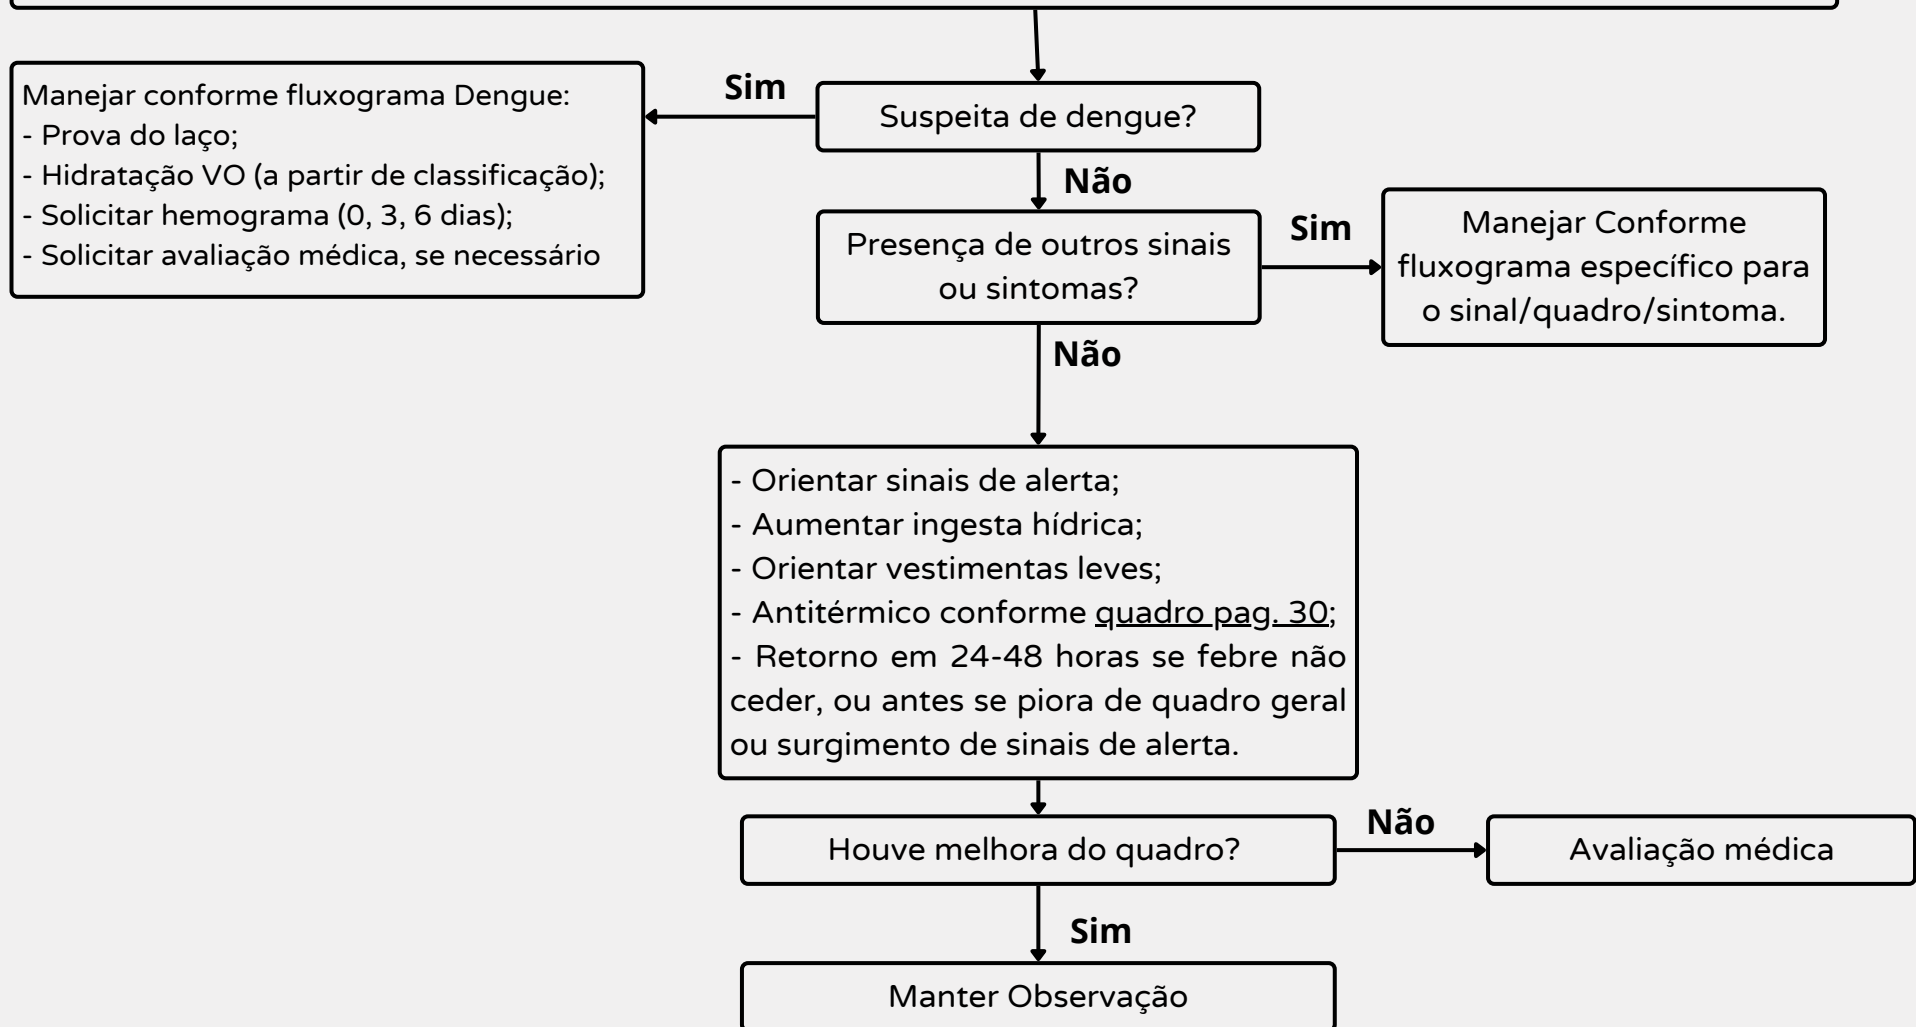 Sim
Suspeita de dengue?
Manejar conforme fluxograma Dengue:
- Prova do laço;
- Hidratação VO (a partir de classificação);
- Solicitar hemograma (0, 3, 6 dias);
- Solicitar avaliação médica, se necessário
Não
Presença de outros sinais
ou sintomas?
Sim
Manejar Conforme
fluxograma específico para
o sinal/quadro/sintoma.
Não
- Orientar sinais de alerta;
- Aumentar ingesta hídrica;
- Orientar vestimentas leves;
- Antitérmico conforme quadro pag. 30;
- Retorno em 24-48 horas se febre não
ceder, ou antes se piora de quadro geral
ou surgimento de sinais de alerta.
Houve melhora do quadro?
Não
Avaliação médica
Sim
Manter Observação